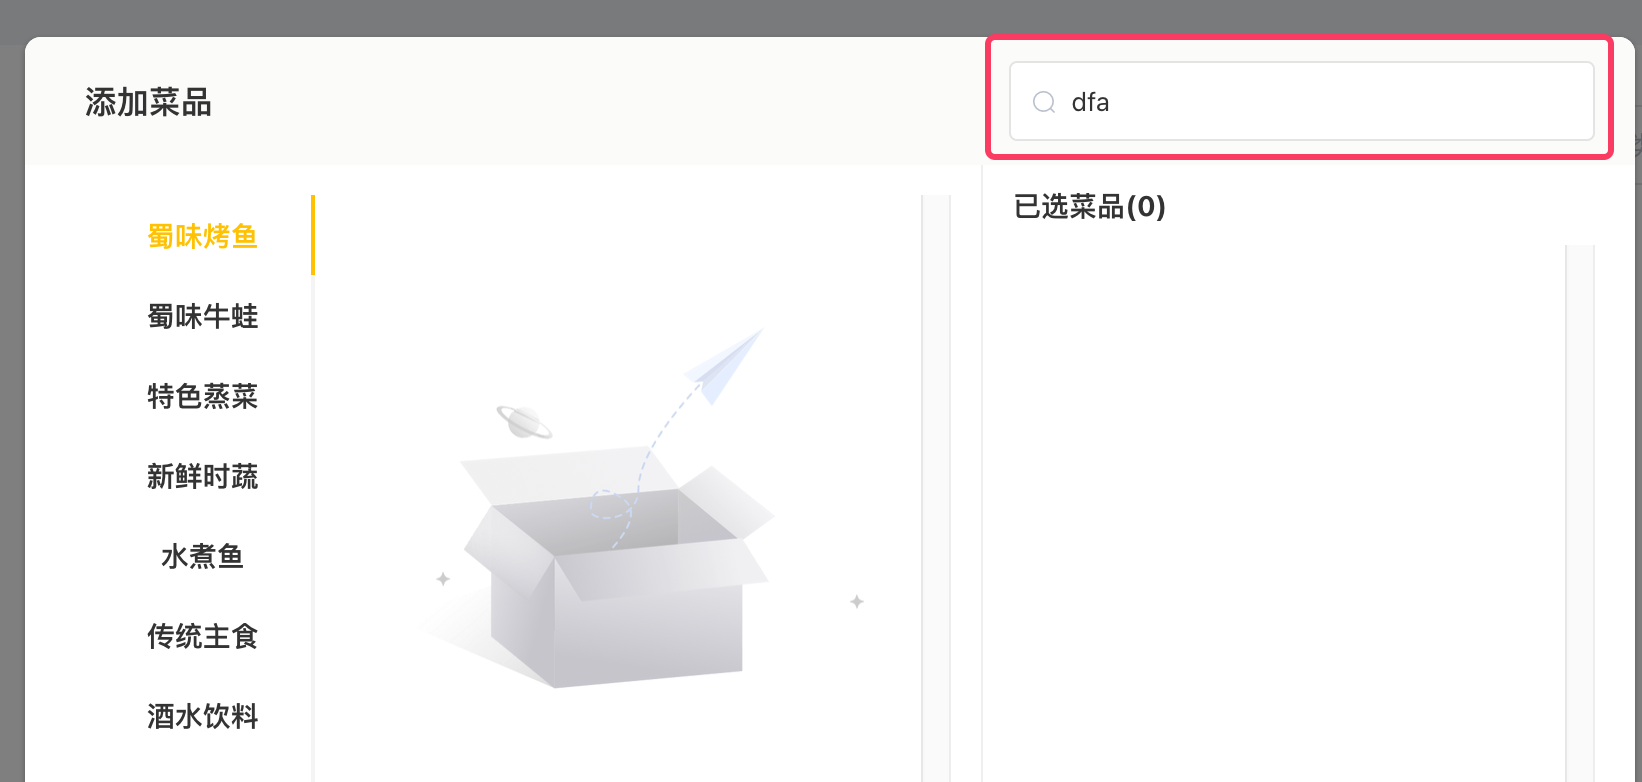 添加菜品
dfa
蜀味烤鱼
蜀味牛蛙
特色蒸菜
新鲜时蔬
水煮鱼
传统主食
酒水饮料
已选菜品(0)